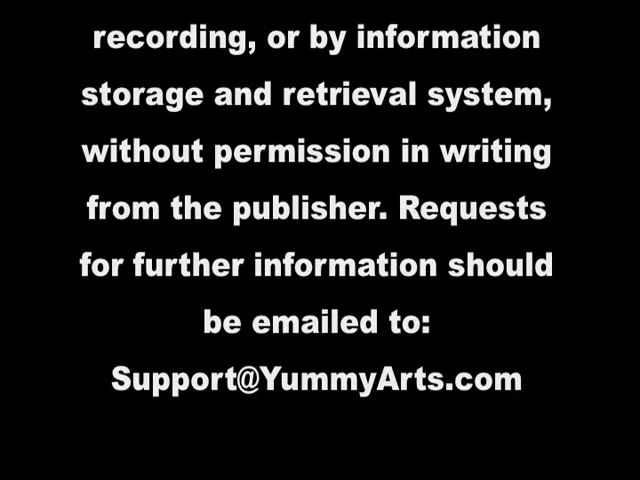 recording, or by information
storage and retrieval system,
without permission in writing
from the publisher. Requests
for further information should
be emailed to:
Support@YummyArts.com